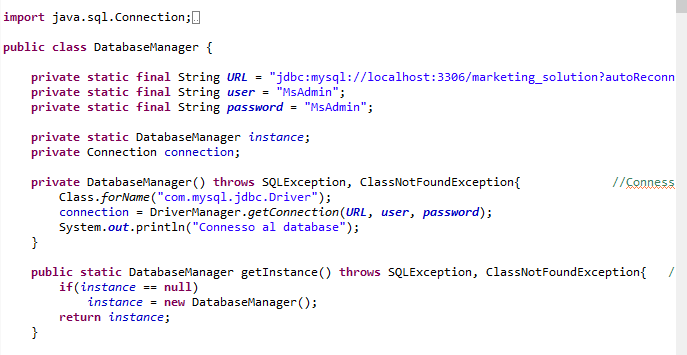 import java.sql.Connection;
public class DatabaseManager {
private static final String URL = "jdbc:mysql://localhost:3306/marketing_solution?autoReconn
private static final String user = "MsAdmin";
private static final String password = "MsAdmin";
private static DatabaseManager instance;
private Connection connection;
private DatabaseManager() throws SQLException, ClassNotFoundException{ //Conness
Class.forName("com.mysql.jdbc.Driver");
connection = DriverManager.getConnection(URL, user, password);
System.out.println("Connesso al database");
}
public static DatabaseManager getInstance() throws SQLException, ClassNotFoundException{ /
if(instance == null)
instance = new DatabaseManager();
return instance;
}